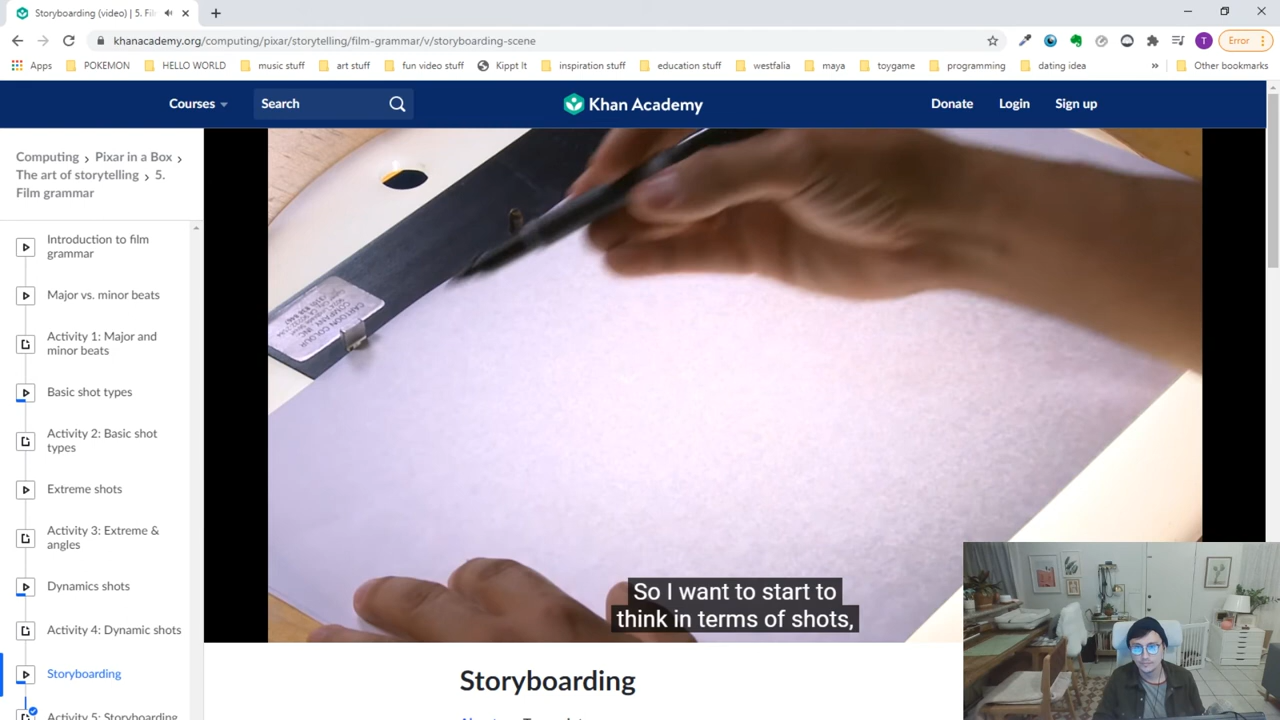 Storyboarding (video) | 5. Fil
khanacademy.org/computing/pixar/storytelling/film-grammar/v/storyboarding-scene
T
Error
Apps
POKEMON
HELLO WORLD
music stuff
art stuff
fun video stuff
Kippt It
inspiration stuff
education stuff
westfalia
maya
toygame
programming
dating idea
»
Other bookmarks
Courses
Search
Khan Academy
Donate
Login
Sign up
Computing › Pixar in a Box ›
The art of storytelling › 5.
Film grammar
Introduction to film
grammar
Major vs. minor beats
Activity 1: Major and
minor beats
Basic shot types
Activity 2: Basic shot
types
Extreme shots
Activity 3: Extreme &
angles
Dynamics shots
Activity 4: Dynamic shots
Storyboarding
Activity 5: Storyboarding
CARTOON COLOUR
COMPANY, INC.
So I want to start to
think in terms of shots,
Storyboarding